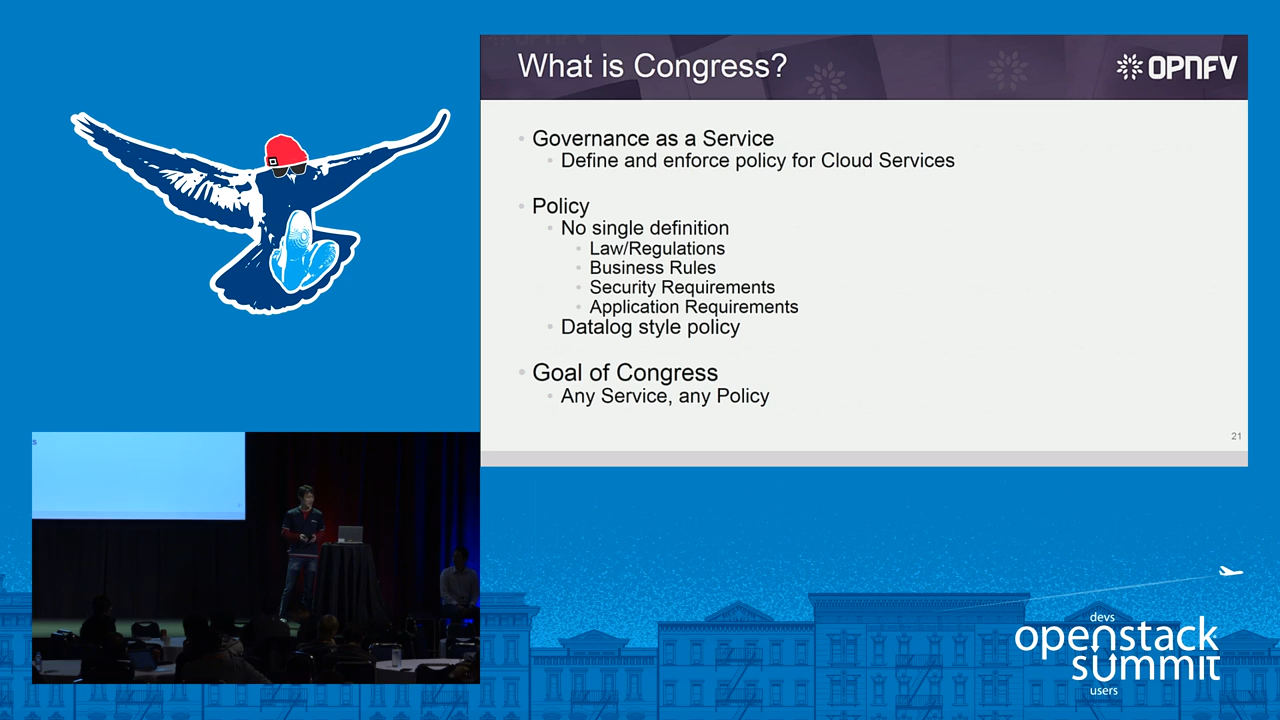 What is Congress?
OPNFV
Governance as a Service
Define and enforce policy for Cloud Services
Policy
No single definition
Law/Regulations
Business Rules
Security Requirements
Application Requirements
Datalog style policy
Goal of Congress
Any Service, any Policy
21
s
devs
openstack
summit
users